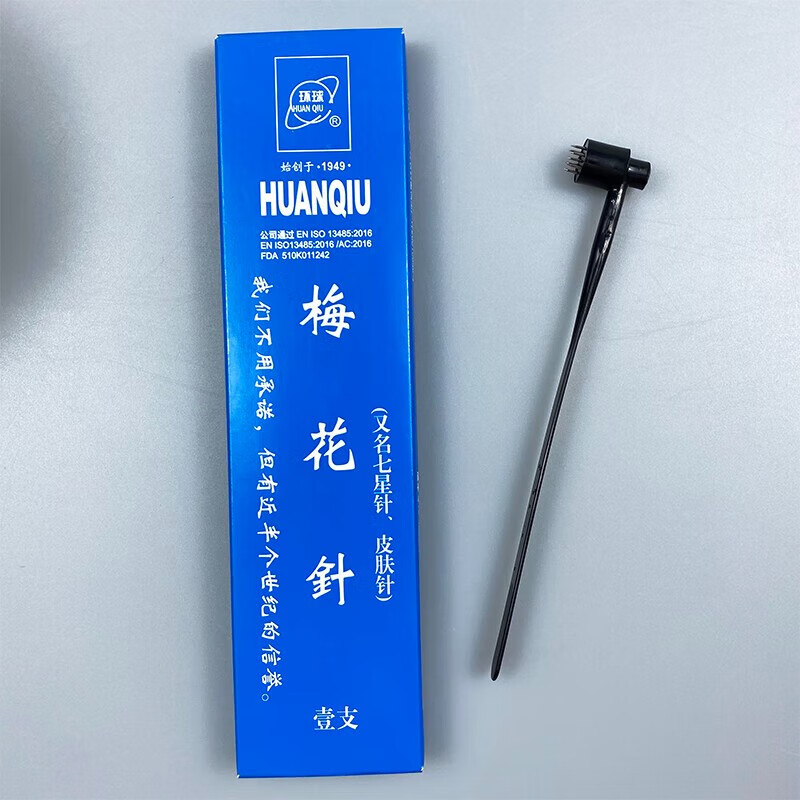 环球
HUAN QIU
®
始创于·1949·
HUANQIU
公司通过 EN ISO 13485:2016
EN ISO13485:2016 /AC:2016
FDA 510K011242
梅花針
(又名七星针、皮肤针)
我们不用承诺，但有近半个世纪的信誉。
壹支